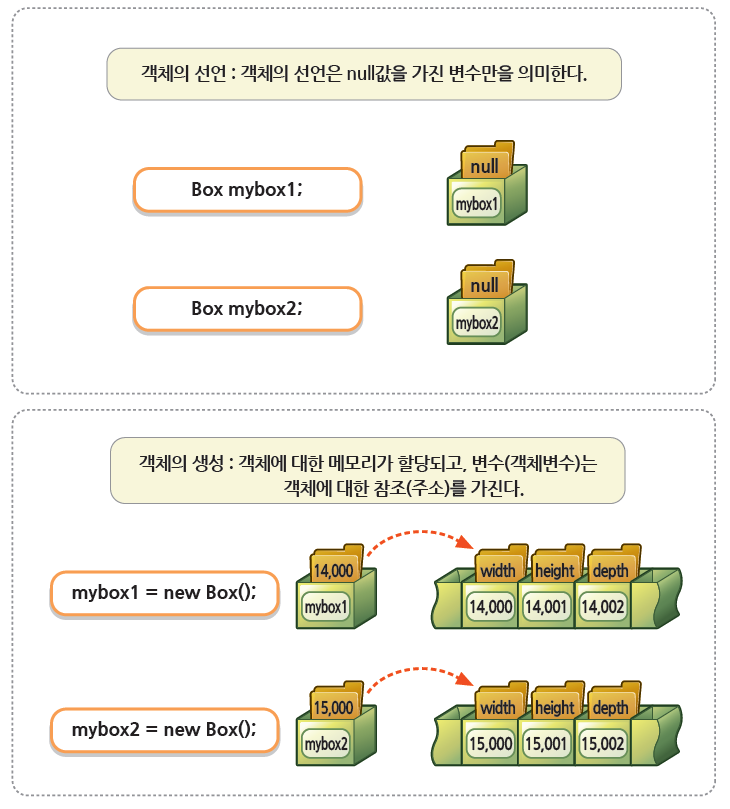 객체의 선언 : 객체의 선언은 null값을 가진 변수만을 의미한다.
Box mybox1;
null
mybox1
Box mybox2;
null
mybox2
객체의 생성 : 객체에 대한 메모리가 할당되고, 변수(객체변수)는
객체에 대한 참조(주소)를 가진다.
mybox1 = new Box();
14,000
mybox1
width height depth
14,000 14,001 14,002
mybox2 = new Box();
15,000
mybox2
width height depth
15,000 15,001 15,002